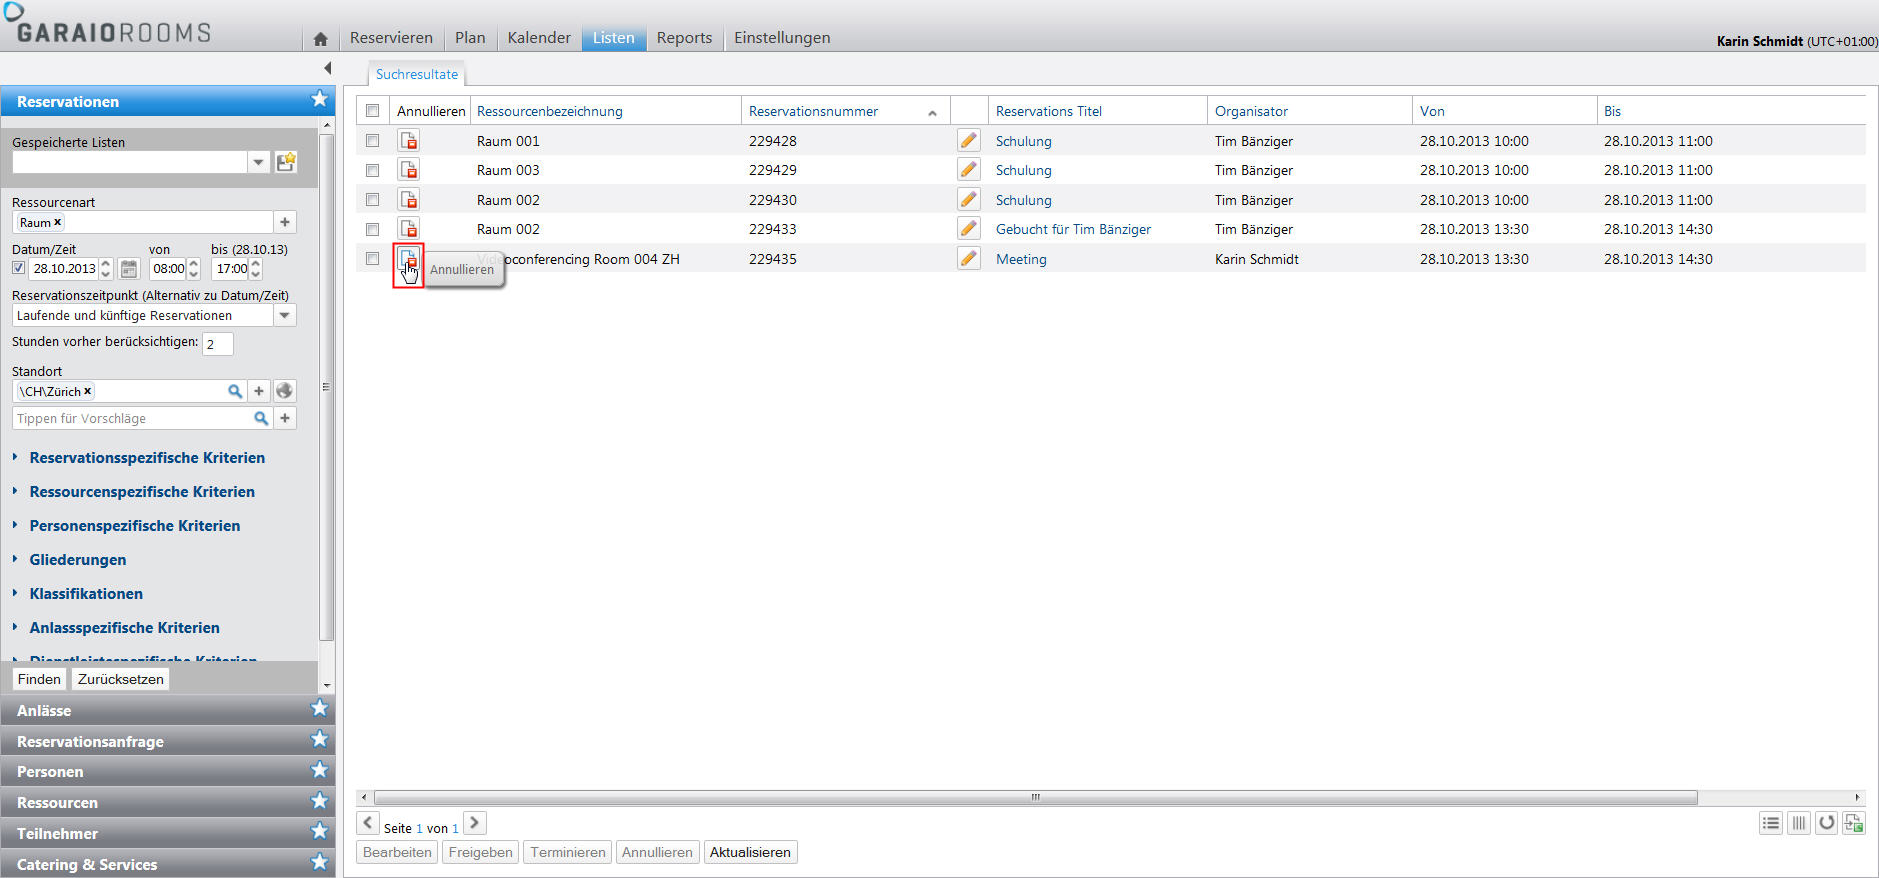 GARAIOROOMS
Reservieren Plan Kalender Listen Reports Einstellungen
Karin Schmidt (UTC+01:00)
Suchresultate
Reservationen
Gespeicherte Listen
Ressourcenart
Raum x
Datum/Zeit von bis (28.10.13)
28.10.2013 08:00 17:00
Reservationszeitpunkt (Alternativ zu Datum/Zeit)
Laufende und künftige Reservationen
Stunden vorher berücksichtigen: 2
Standort
\CH\Zürich x
Tippen für Vorschläge
Reservationsspezifische Kriterien
Ressourcenspezifische Kriterien
Personenspezifische Kriterien
Gliederungen
Klassifikationen
Anlassspezifische Kriterien
Finden Zurücksetzen
Anlässe
Reservationsanfrage
Personen
Ressourcen
Teilnehmer
Catering & Services
Annullieren Ressourcenbezeichnung Reservationsnummer Reservations Titel Organisator Von Bis
Raum 001 229428 Schulung Tim Bänziger 28.10.2013 10:00 28.10.2013 11:00
Raum 003 229429 Schulung Tim Bänziger 28.10.2013 10:00 28.10.2013 11:00
Raum 002 229430 Schulung Tim Bänziger 28.10.2013 10:00 28.10.2013 11:00
Raum 002 229433 Gebucht für Tim Bänziger Tim Bänziger 28.10.2013 13:30 28.10.2013 14:30
Videoconferencing Room 004 ZH 229435 Meeting Karin Schmidt 28.10.2013 13:30 28.10.2013 14:30
Annullieren
Seite 1 von 1
Bearbeiten Freigeben Terminieren Annullieren Aktualisieren